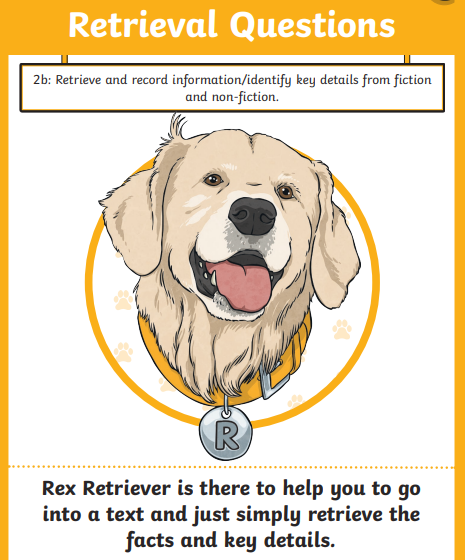 Retrieval Questions
2b: Retrieve and record information/identify key details from fiction
and non-fiction.
R
Rex Retriever is there to help you to go
into a text and just simply retrieve the
facts and key details.